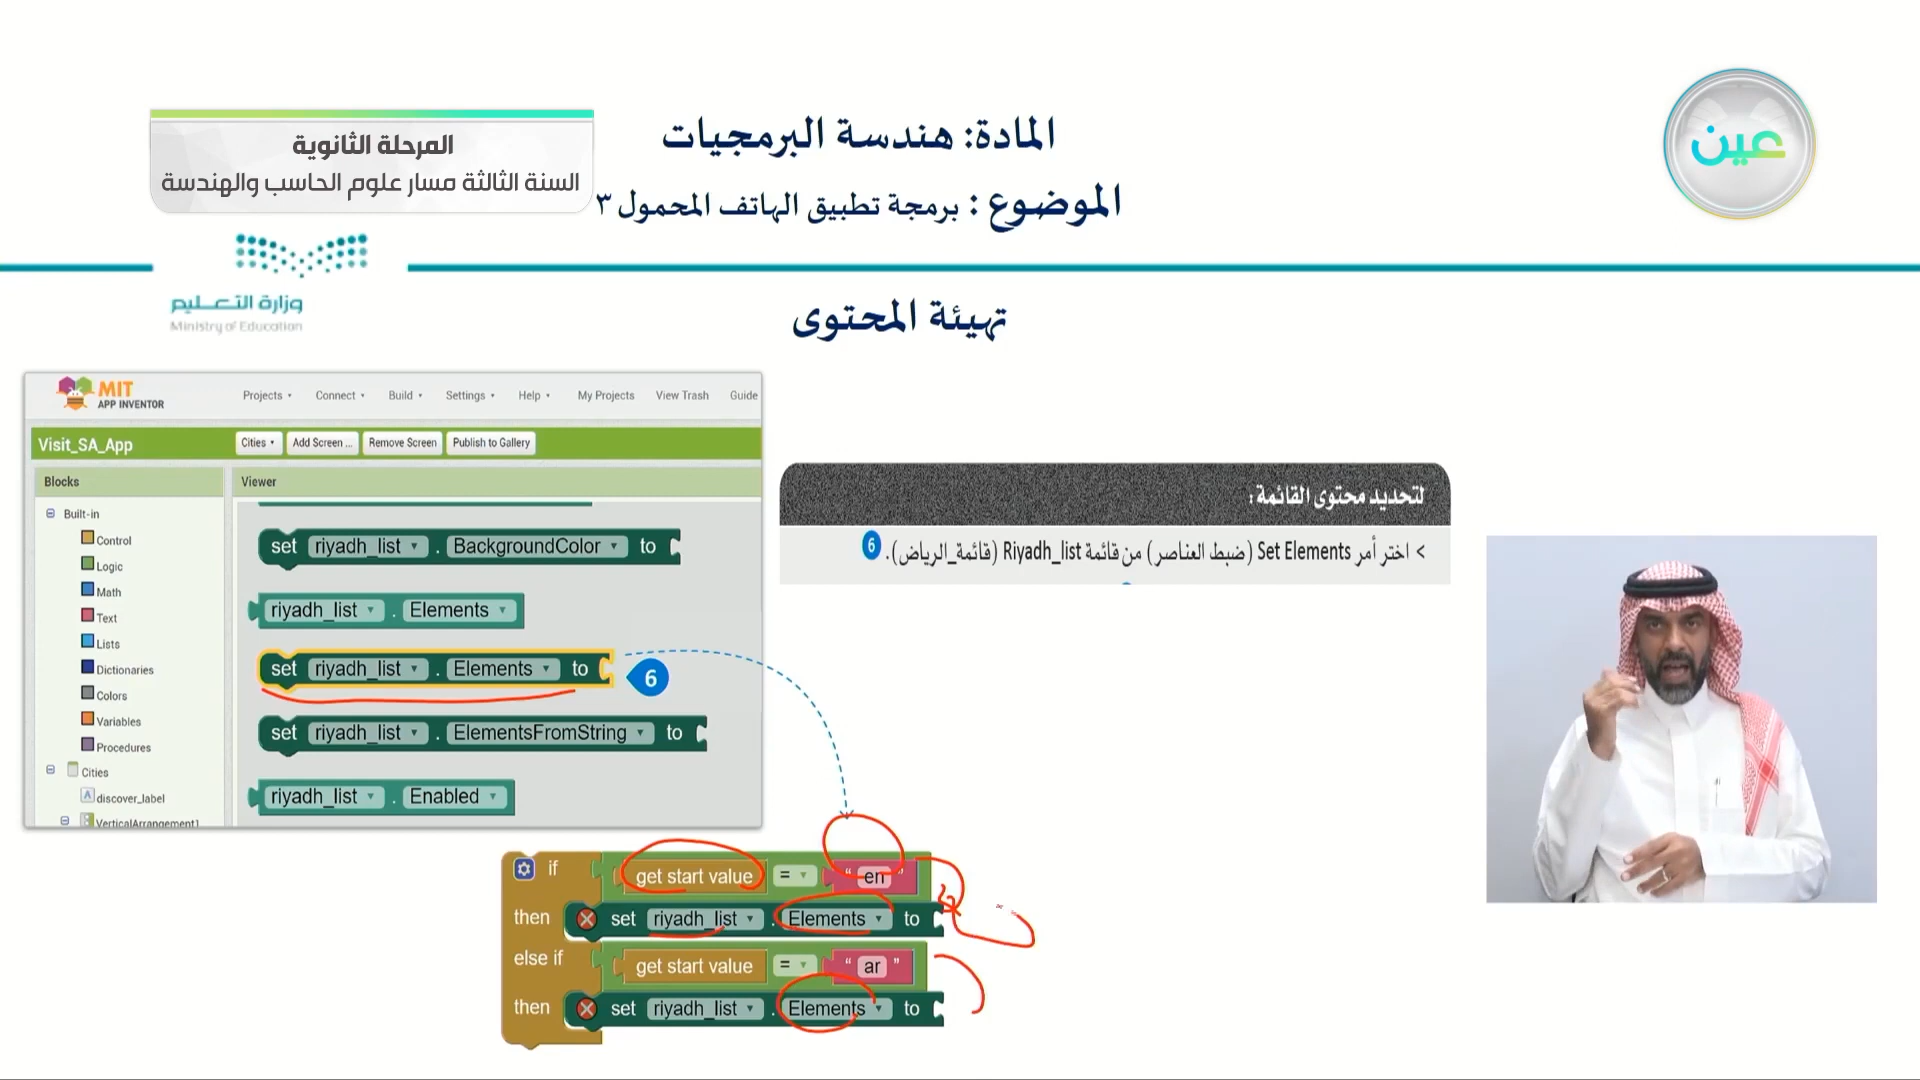 المرحلة الثانوية
السنة الثالثة مسار علوم الحاسب والهندسة
المادة: هندسة البرمجيات
الموضوع : برمجة تطبيق الهاتف المحمول ٣
عين
وزارة التعليم
Ministry of Education
تهيئة المحتوى
MIT
APP INVENTOR
Projects Connect Build Settings Help My Projects View Trash Guide
Visit_SA_App
Cities Add Screen ... Remove Screen Publish to Gallery
Blocks
Viewer
Built-in
Control
Logic
Math
Text
Lists
Dictionaries
Colors
Variables
Procedures
Cities
discover_label
VerticalArrangement1
set riyadh_list . BackgroundColor to
riyadh_list . Elements
set riyadh_list . Elements to
6
set riyadh_list . ElementsFromString to
riyadh_list . Enabled
لتحديد محتوى القائمة:
< اختر أمر Set Elements (ضبط العناصر) من قائمة Riyadh_list (قائمة_الرياض). 6
if get start value = " en "
then set riyadh_list . Elements to
else if get start value = " ar "
then set riyadh_list . Elements to